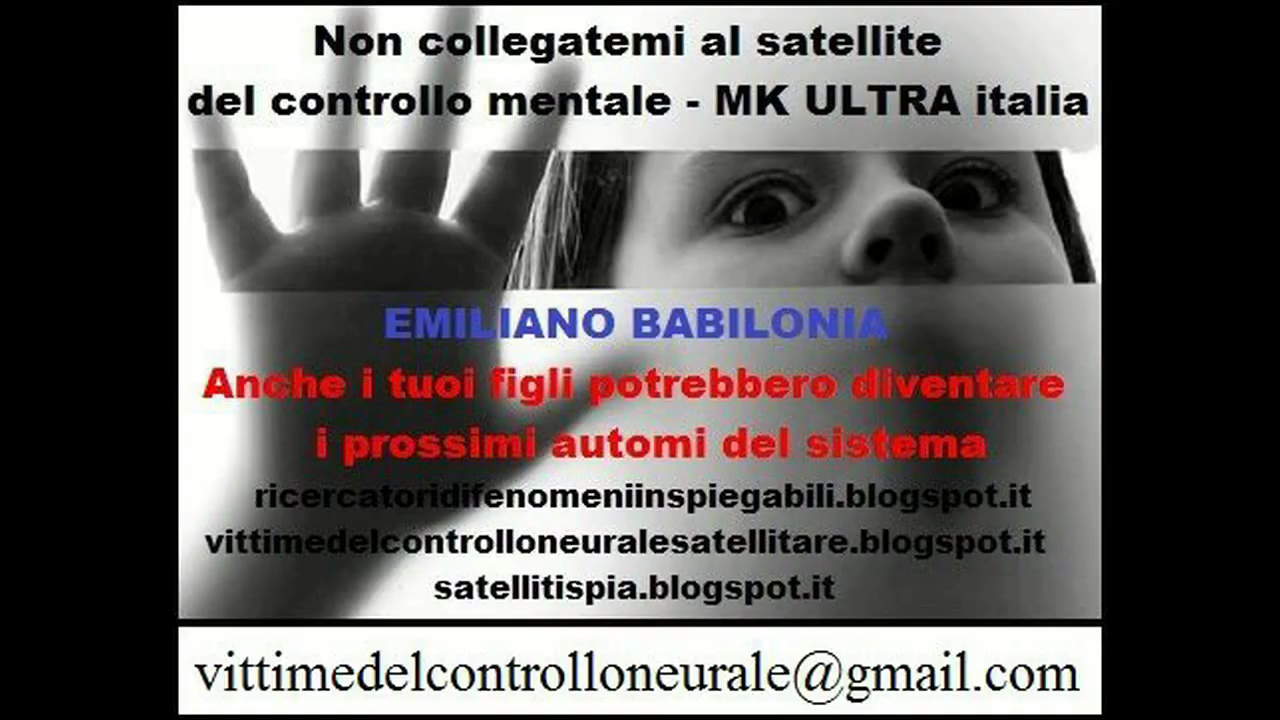 Non collegatemi al satellite
del controllo mentale - MK ULTRA italia
EMILIANO BABILONIA
Anche i tuoi figli potrebbero diventare
i prossimi automi del sistema
ricercatoridifenomeniinspiegabili.blogspot.it
vittimedelcontrolloneuralesatellitare.blogspot.it
satellitispia.blogspot.it
vittimedelcontrolloneurale@gmail.com